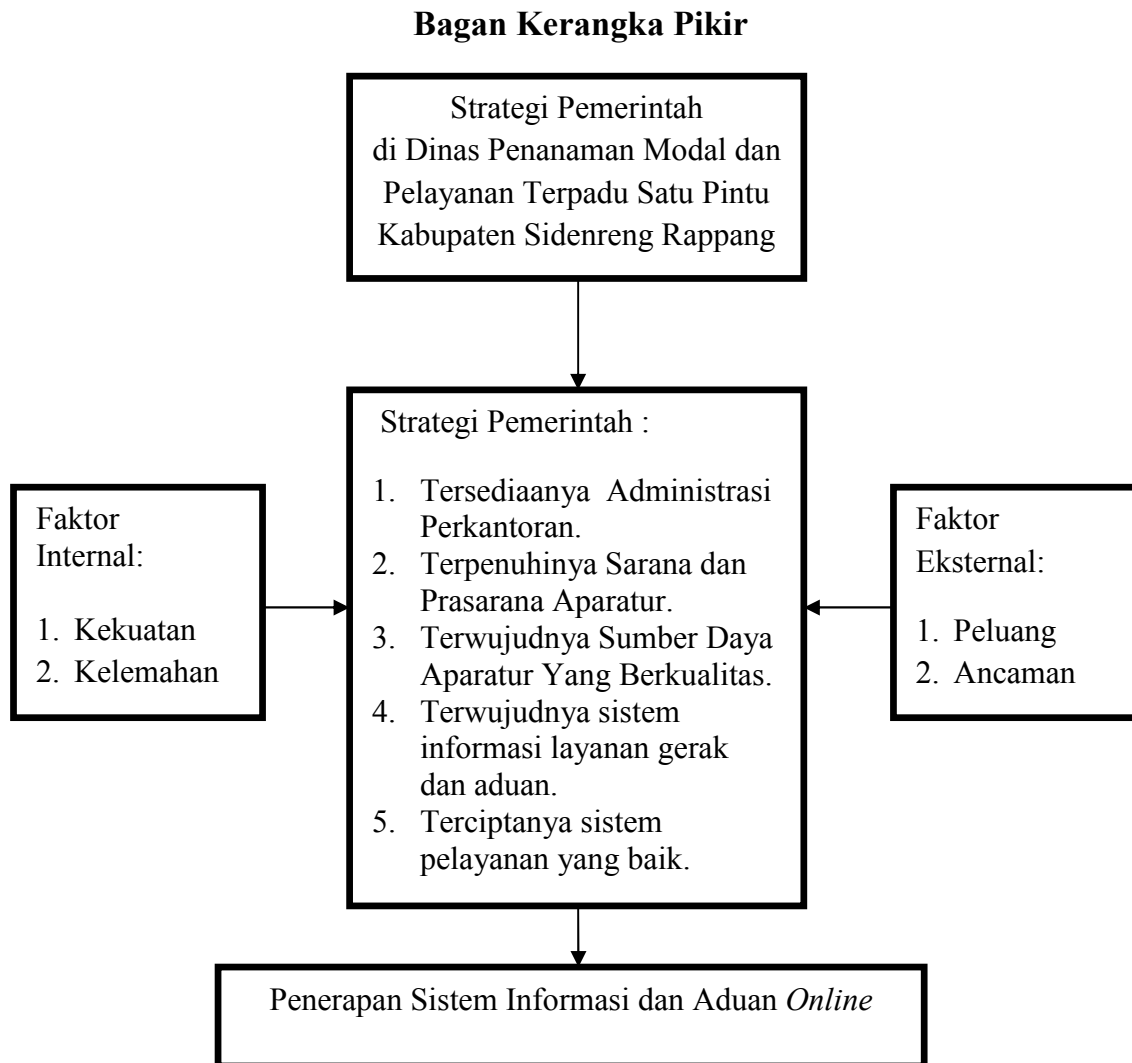 Bagan Kerangka Pikir
Strategi Pemerintah
di Dinas Penanaman Modal dan
Pelayanan Terpadu Satu Pintu
Kabupaten Sidenreng Rappang
Faktor
Internal:
1. Kekuatan
2. Kelemahan
Strategi Pemerintah :
1. Tersediaanya Administrasi
Perkantoran.
2. Terpenuhinya Sarana dan
Prasarana Aparatur.
3. Terwujudnya Sumber Daya
Aparatur Yang Berkualitas.
4. Terwujudnya sistem
informasi layanan gerak
dan aduan.
5. Terciptanya sistem
pelayanan yang baik.
Faktor
Eksternal:
1. Peluang
2. Ancaman
Penerapan Sistem Informasi dan Aduan Online